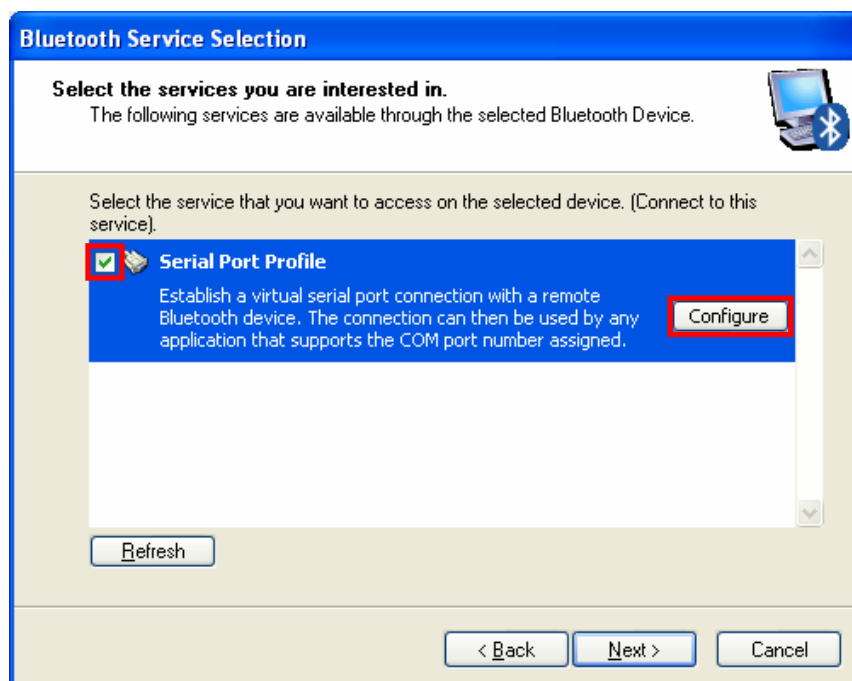 Bluetooth Service Selection
Select the services you are interested in.
The following services are available through the selected Bluetooth Device.
Select the service that you want to access on the selected device. (Connect to this
service).
Serial Port Profile
Establish a virtual serial port connection with a remote
Bluetooth device. The connection can then be used by any
application that supports the COM port number assigned.
Configure
Refresh
< Back
Next >
Cancel